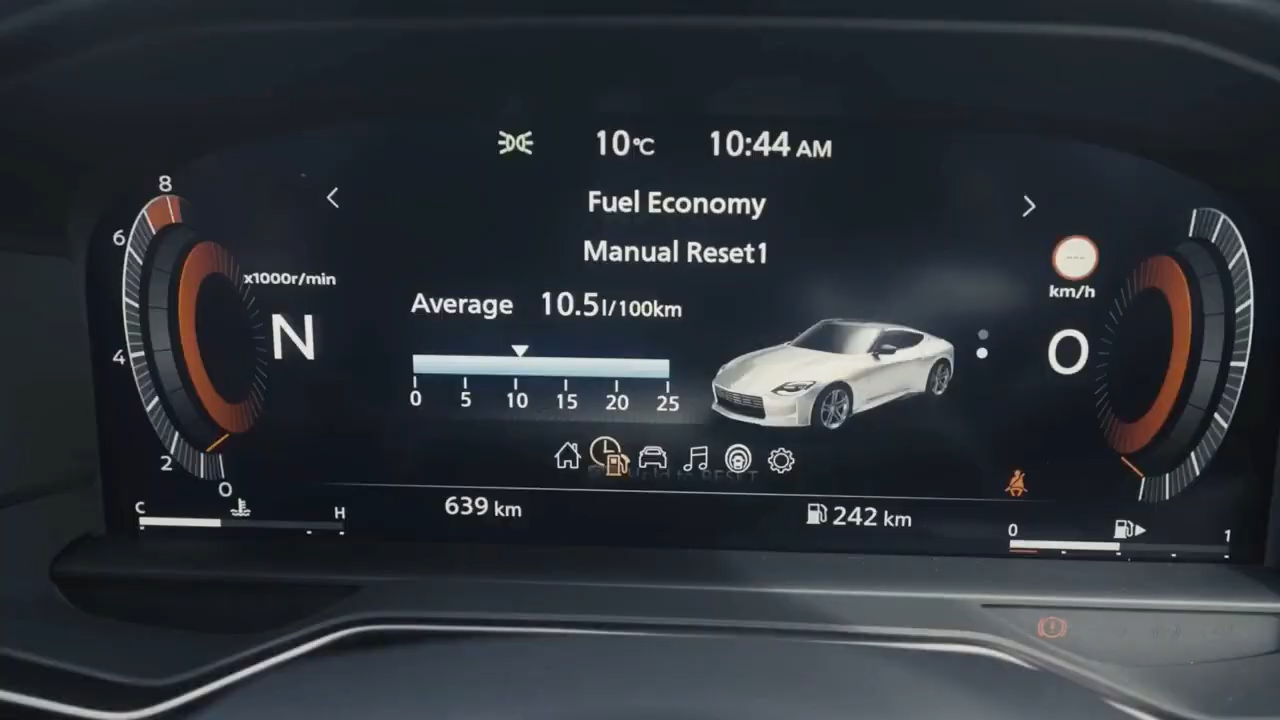 10°C 10:44 AM
Fuel Economy
Manual Reset1
8
6
x1000r/min
N
4
2
0
Average 10.5 l/100km
0 5 10 15 20 25
--- 
km/h
0
C H
639 km
242 km
0 1